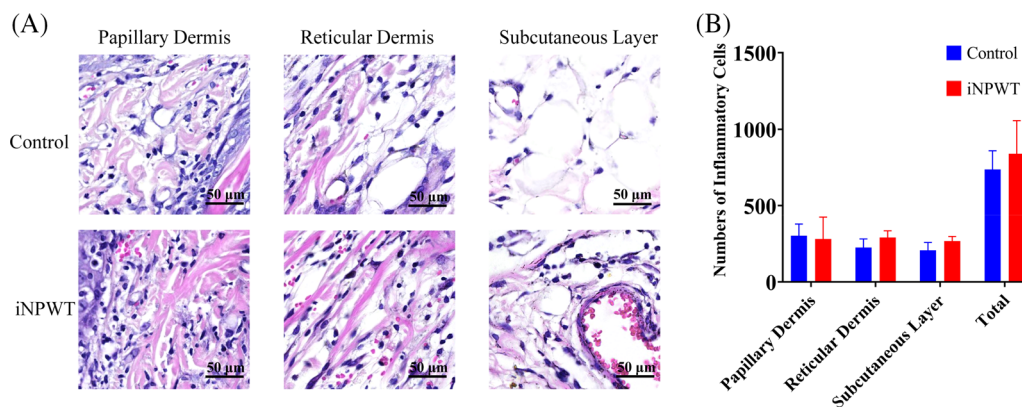 (A)
Papillary Dermis
Reticular Dermis
Subcutaneous Layer
Control
50 µm
50 µm
50 µm
iNPWT
50 µm
50 µm
50 µm
(B)
Numbers of Inflammatory Cells
1500
1000
500
0
Control
iNPWT
Papillary Dermis
Reticular Dermis
Subcutaneous Layer
Total